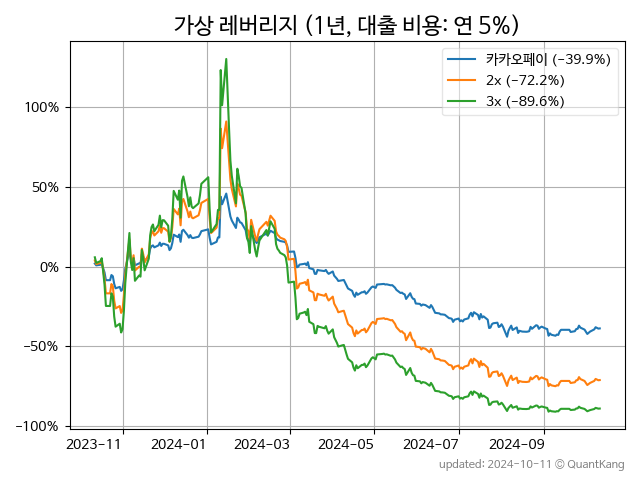 가상 레버리지 (1년, 대출 비용: 연 5%)
카카오페이 (-39.9%)
2x (-72.2%)
3x (-89.6%)
100%
50%
0%
-50%
-100%
2023-11 2024-01 2024-03 2024-05 2024-07 2024-09
updated: 2024-10-11 © QuantKang